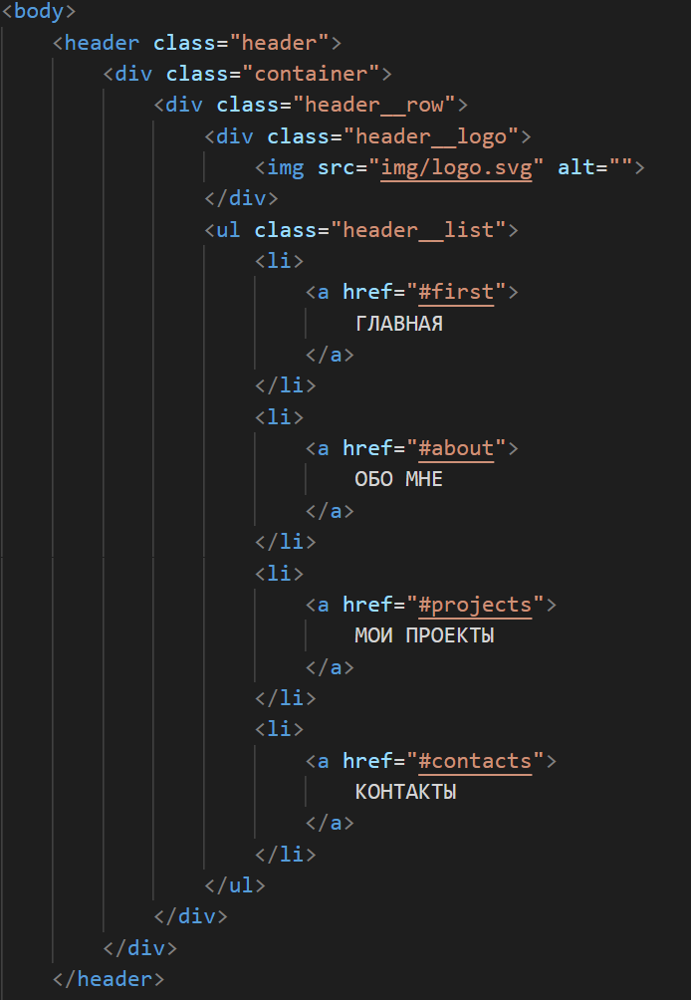 <body>
<header class="header">
<div class="container">
<div class="header__row">
<div class="header__logo">
<img src="img/logo.svg" alt="">
</div>
<ul class="header__list">
<li>
<a href="#first">
ГЛАВНАЯ
</a>
</li>
<li>
<a href="#about">
ОБО МНЕ
</a>
</li>
<li>
<a href="#projects">
МОИ ПРОЕКТЫ
</a>
</li>
<li>
<a href="#contacts">
КОНТАКТЫ
</a>
</li>
</ul>
</div>
</div>
</header>